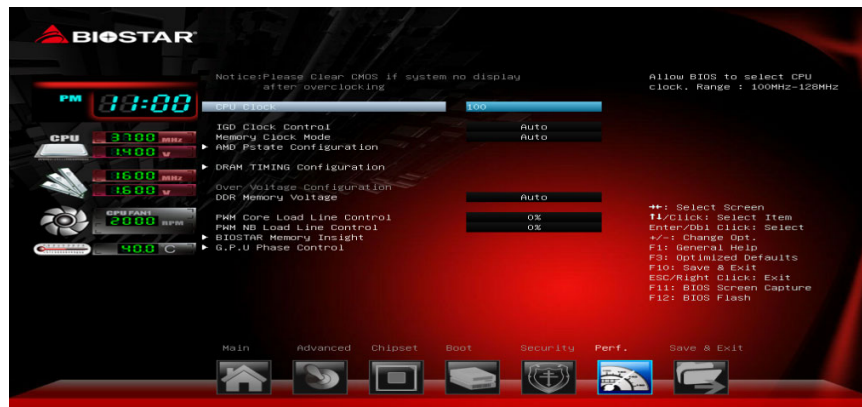 BIOSTAR
Notice:Please Clear CMOS if system no display
after overclocking
Allow BIOS to select CPU
clock. Range : 100MHz-128MHz
PM 11:00
CPU Clock 100
IGD Clock Control Auto
Memory Clock Mode Auto
AMD Pstate Configuration
DRAM TIMING Configuration
Over Voltage Configuration
DDR Memory Voltage Auto
PWM Core Load Line Control 0%
PWM NB Load Line Control 0%
BIOSTAR Memory Insight
G.P.U Phase Control
CPU 3700 MHz
1.400 V
1600 MHz
1.600 V
CPU FAN1
2000 RPM
40.0 C
→←: Select Screen
↑↓/Click: Select Item
Enter/Dbl Click: Select
+/-: Change Opt.
F1: General Help
F3: Optimized Defaults
F10: Save & Exit
ESC/Right Click: Exit
F11: BIOS Screen Capture
F12: BIOS Flash
Main Advanced Chipset Boot Security Perf. Save & Exit